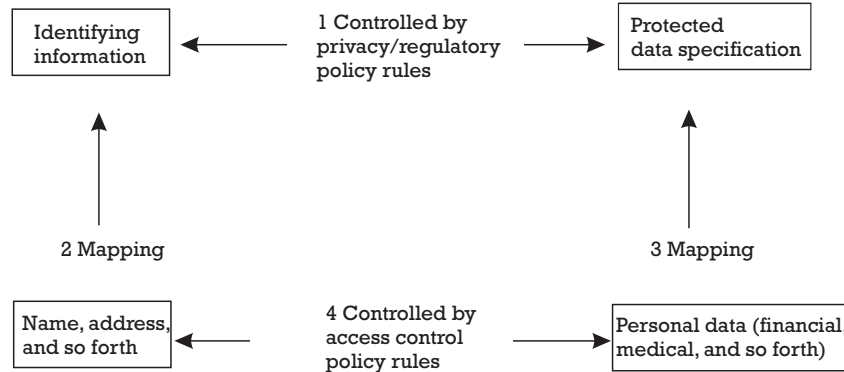 Identifying
information
1 Controlled by
privacy/regulatory
policy rules
Protected
data specification
2 Mapping
3 Mapping
Name, address,
and so forth
4 Controlled by
access control
policy rules
Personal data (financial,
medical, and so forth)